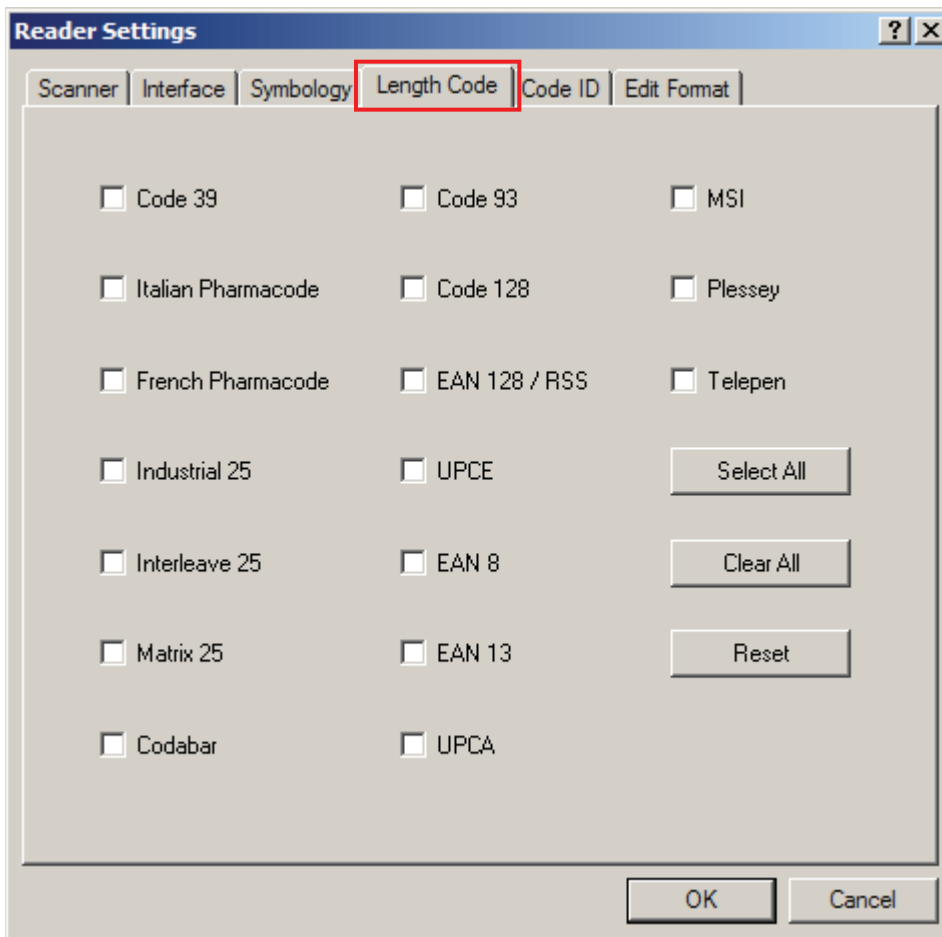 Reader Settings
Scanner Interface Symbology Length Code Code ID Edit Format
Code 39 Code 93 MSI
Italian Pharmacode Code 128 Plessey
French Pharmacode EAN 128 / RSS Telepen
Industrial 25 UPCE Select All
Interleave 25 EAN 8 Clear All
Matrix 25 EAN 13 Reset
Codabar UPCA
OK Cancel